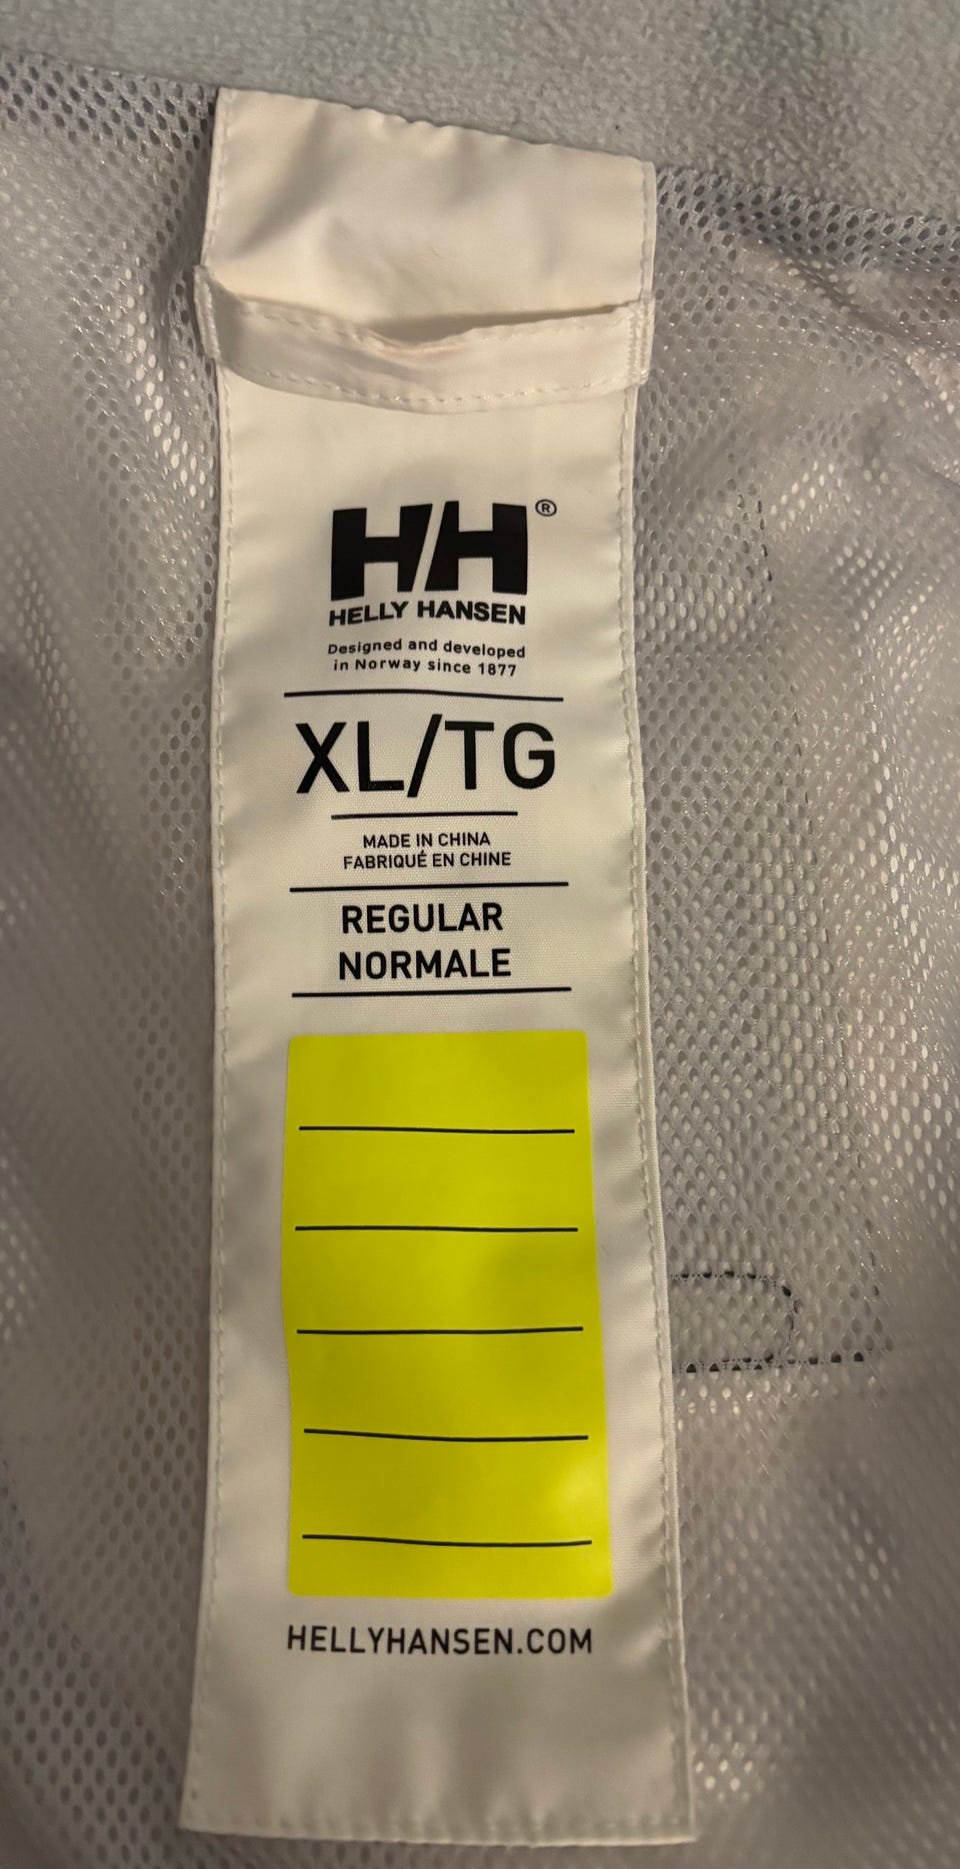 HH®
HELLY HANSEN
Designed and developed
in Norway since 1877
XL/TG
MADE IN CHINA
FABRIQUÉ EN CHINE
REGULAR
NORMALE
HELLYHANSEN.COM